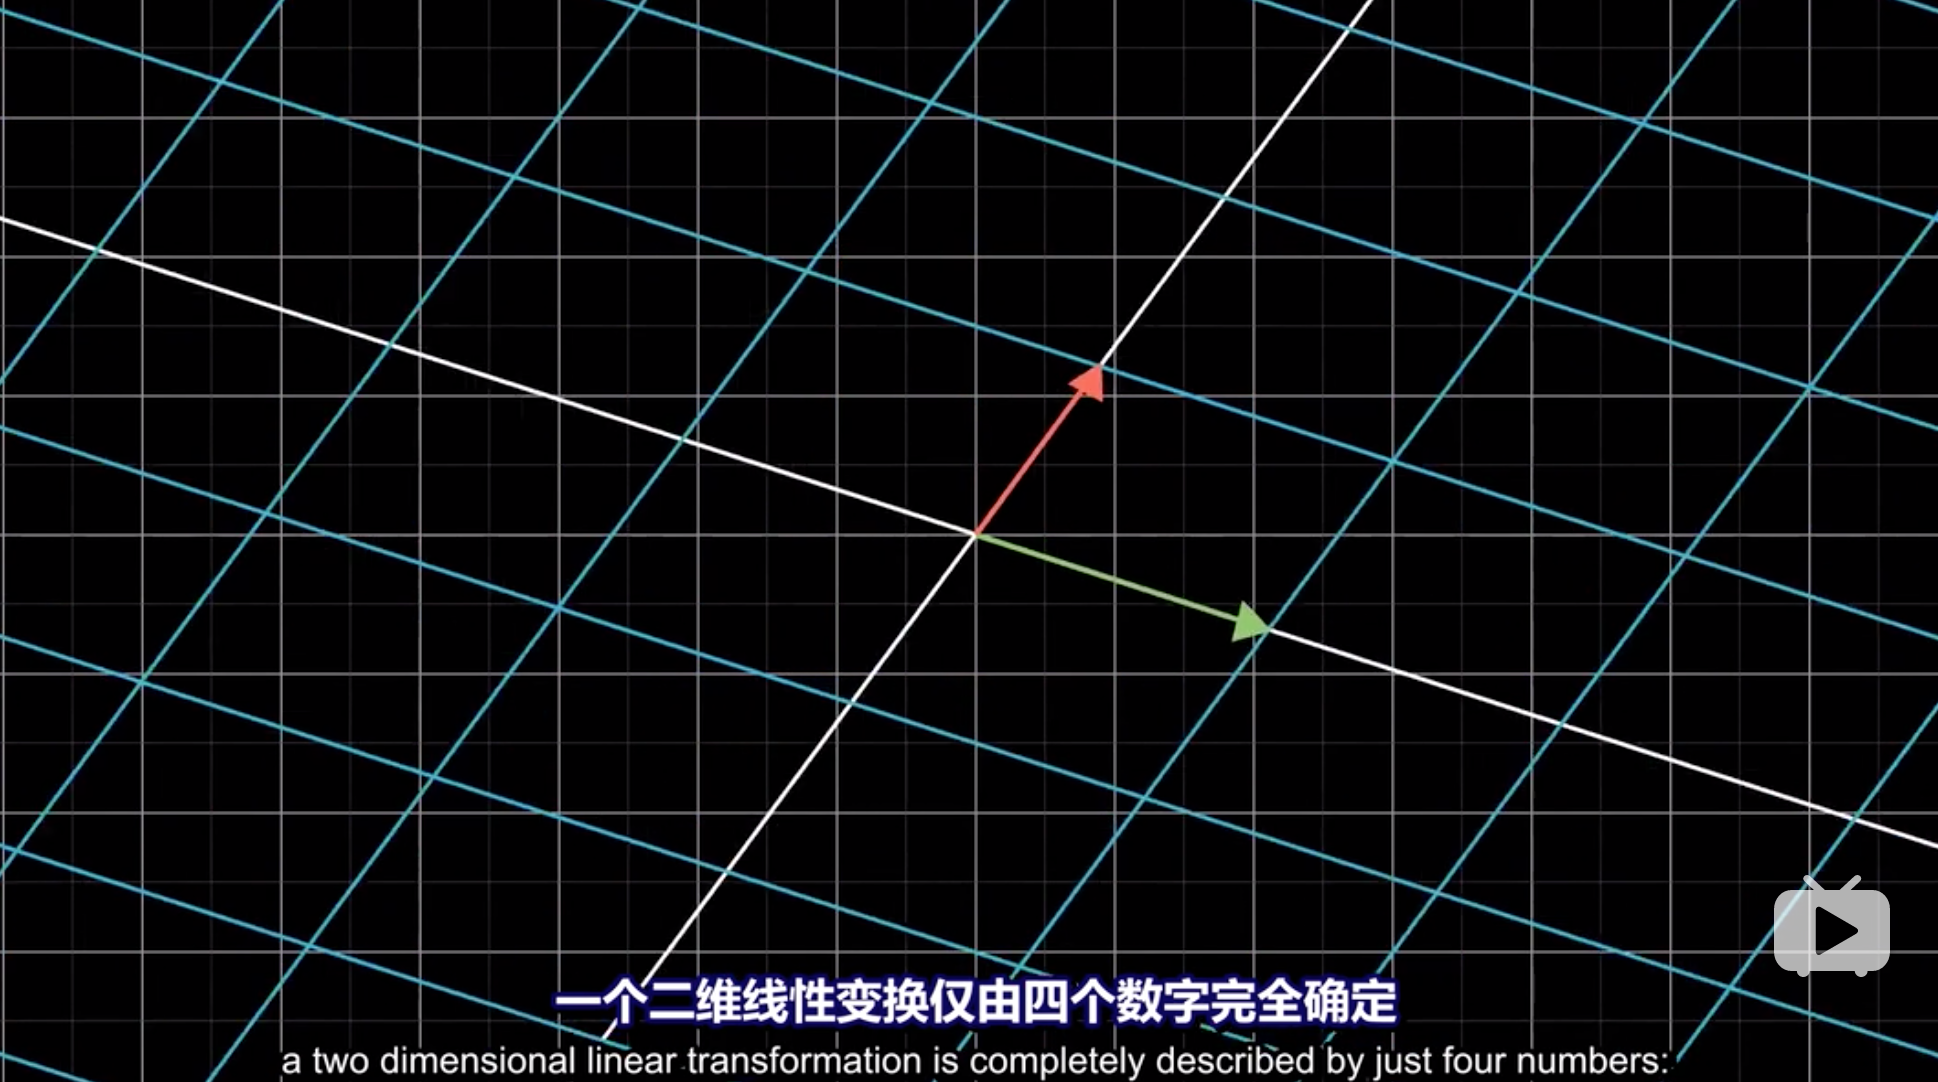 一个二维线性变换仅由四个数字完全确定
a two dimensional linear transformation is completely described by just four numbers: